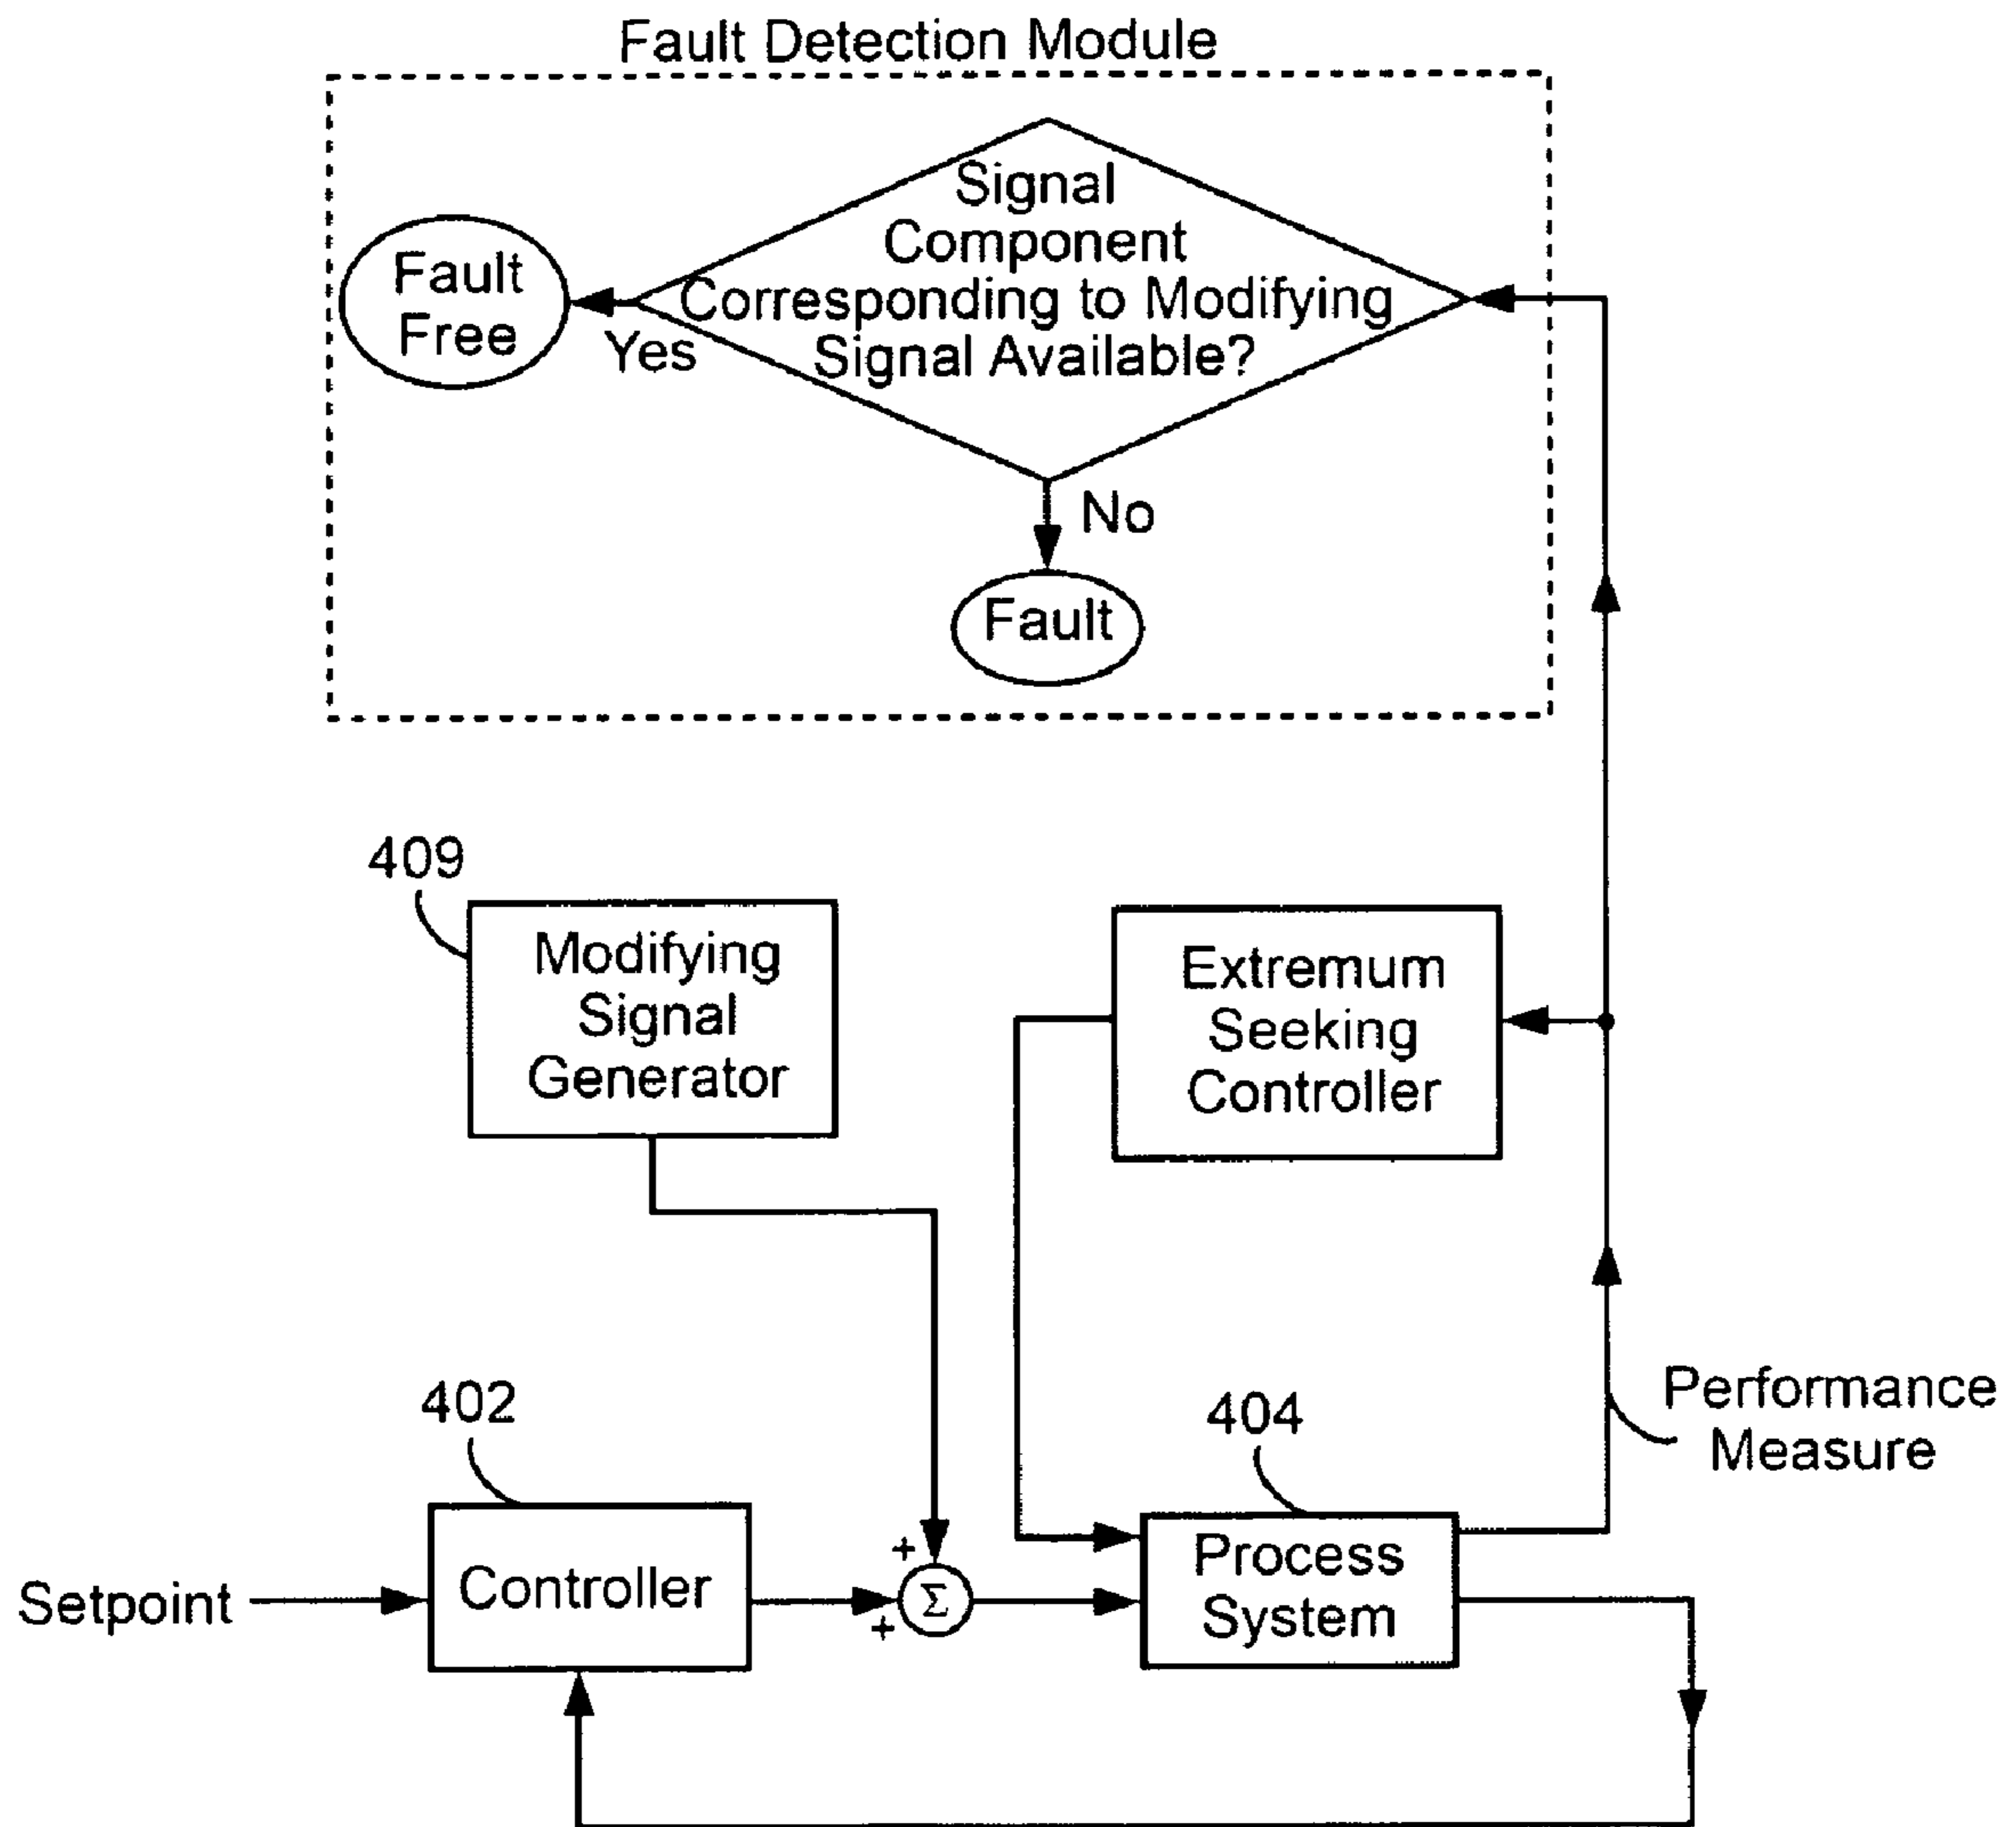 Fault Detection Module
Signal
Component
Corresponding to Modifying
Signal Available?
Fault
Free
Yes
No
Fault
409
Modifying
Signal
Generator
Extremum
Seeking
Controller
Performance
Measure
402
404
Setpoint
Controller
+
+
Σ
Process
System